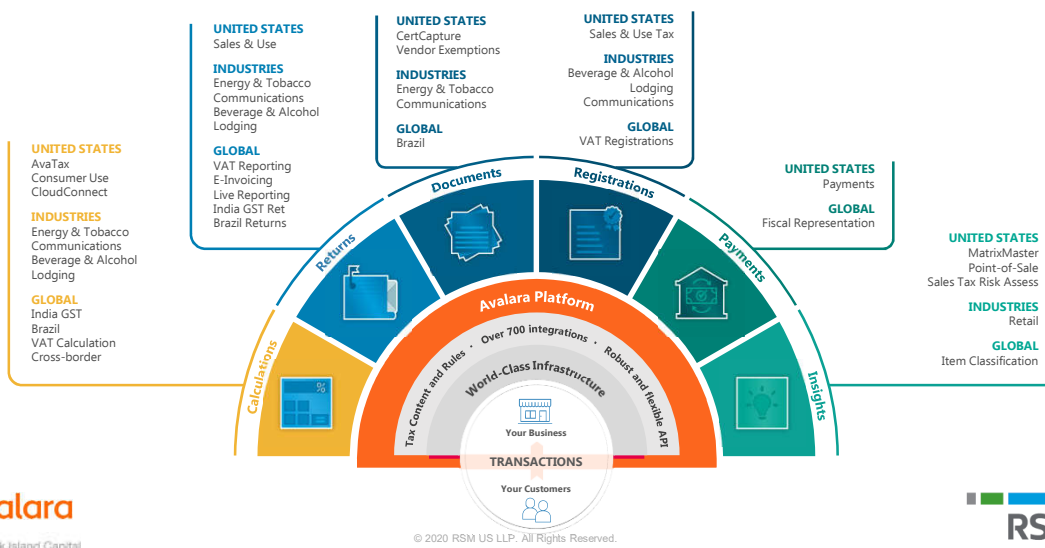 UNITED STATES
AvaTax
Consumer Use
CloudConnect
INDUSTRIES
Energy & Tobacco
Communications
Beverage & Alcohol
Lodging
GLOBAL
India GST
Brazil
VAT Calculation
Cross-border
UNITED STATES
Sales & Use
INDUSTRIES
Energy & Tobacco
Communications
Beverage & Alcohol
Lodging
GLOBAL
VAT Reporting
E-Invoicing
Live Reporting
India GST Ret
Brazil Returns
UNITED STATES
CertCapture
Vendor Exemptions
INDUSTRIES
Energy & Tobacco
Communications
GLOBAL
Brazil
UNITED STATES
Sales & Use Tax
INDUSTRIES
Beverage & Alcohol
Lodging
Communications
GLOBAL
VAT Registrations
UNITED STATES
Payments
GLOBAL
Fiscal Representation
UNITED STATES
MatrixMaster
Point-of-Sale
Sales Tax Risk Assess
INDUSTRIES
Retail
GLOBAL
Item Classification
Calculations
Returns
Documents
Registrations
Payments
Insights
%
Avalara Platform
Tax Content and Rules · Over 700 integrations · Robust and flexible API
World-Class Infrastructure
Your Business
TRANSACTIONS
Your Customers
alara
k Island Capital
© 2020 RSM US LLP. All Rights Reserved.
RS